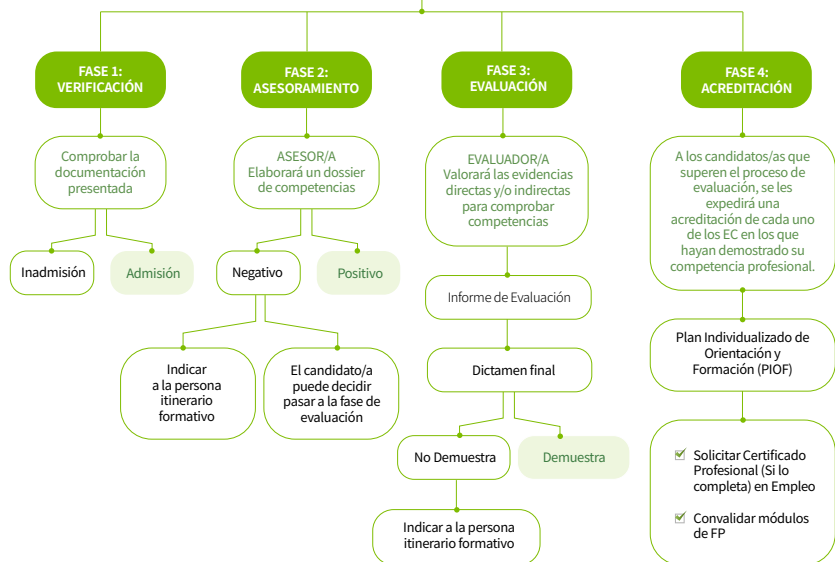 FASE 1:
VERIFICACIÓN
Comprobar la
documentación
presentada
Inadmisión
Admisión
FASE 2:
ASESORAMIENTO
ASESOR/A
Elaborará un dossier
de competencias
Negativo
Positivo
Indicar
a la persona
itinerario
formativo
El candidato/a
puede decidir
pasar a la fase de
evaluación
FASE 3:
EVALUACIÓN
EVALUADOR/A
Valorará las evidencias
directas y/o indirectas
para comprobar
competencias
Informe de Evaluación
Dictamen final
No Demuestra
Demuestra
Indicar a la persona
itinerario formativo
FASE 4:
ACREDITACIÓN
A los candidatos/as que
superen el proceso de
evaluación, se les
expedirá una
acreditación de cada uno
de los EC en los que
hayan demostrado su
competencia profesional.
Plan Individualizado de
Orientación y
Formación (PIOF)
Solicitar Certificado
Profesional (Si lo
completa) en Empleo
Convalidar módulos
de FP